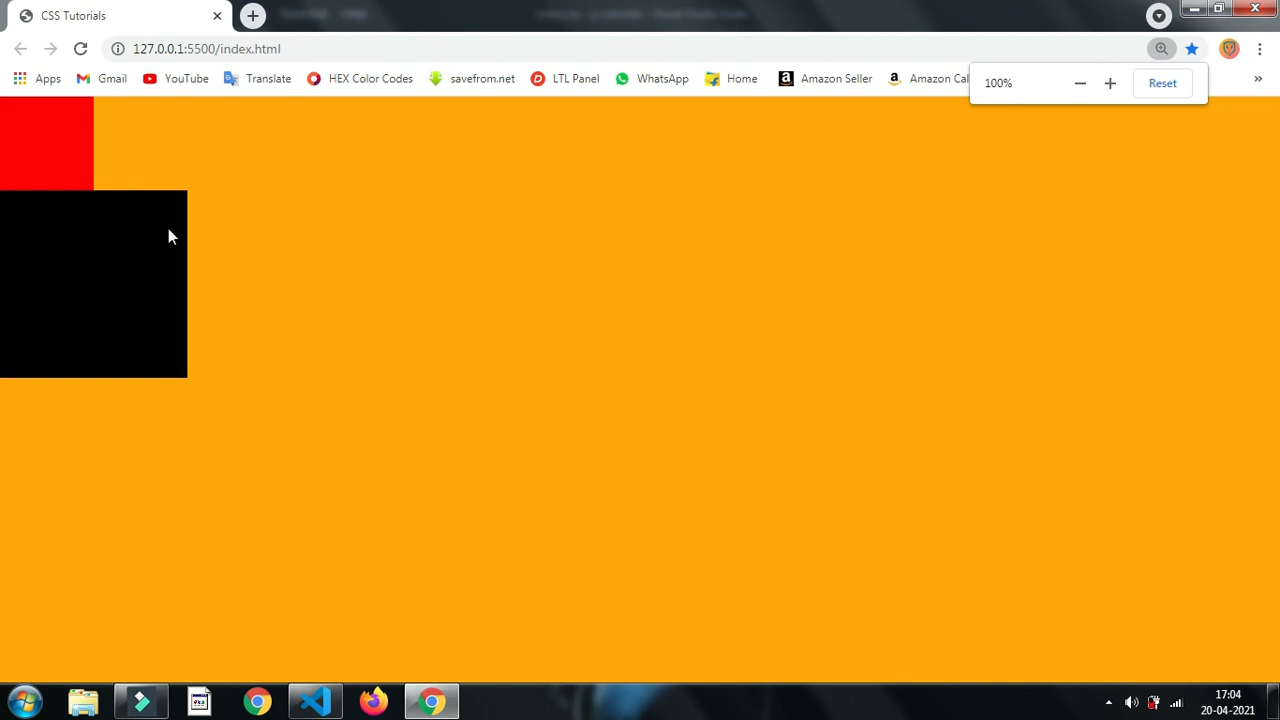 CSS Tutorials
127.0.0.1:5500/index.html
Apps Gmail YouTube Translate HEX Color Codes savefrom.net LTL Panel WhatsApp Home Amazon Seller Amazon Cal »
100% Reset
17:04
20-04-2021